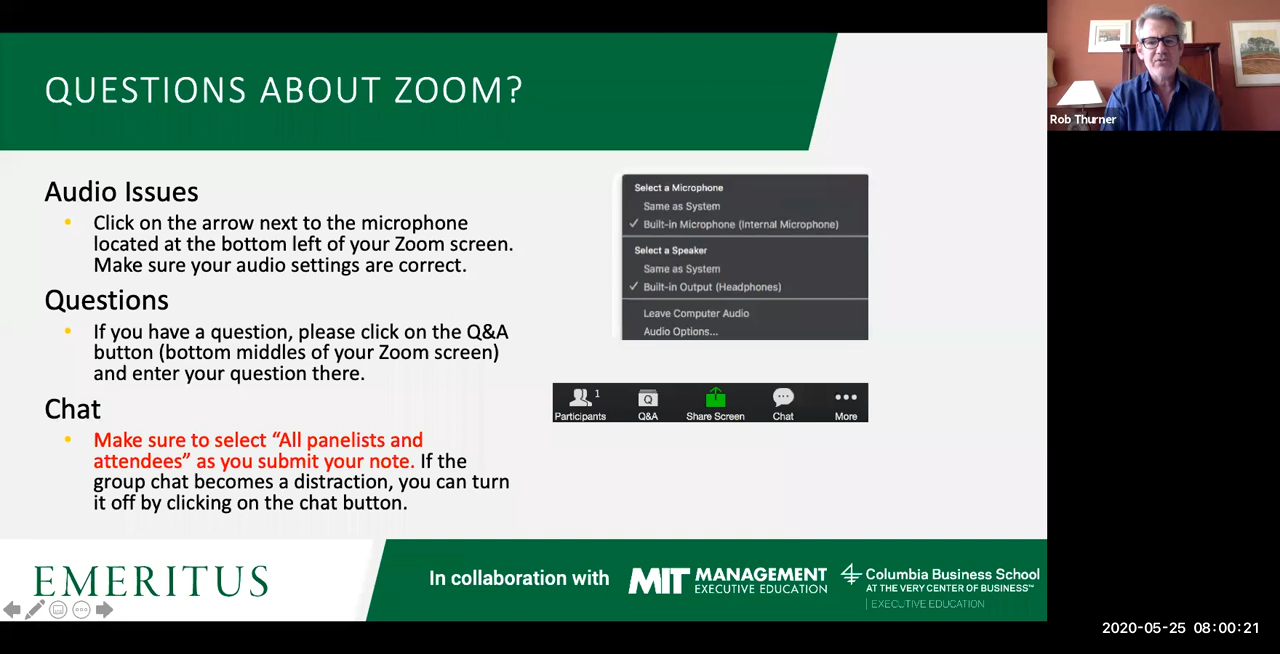 QUESTIONS ABOUT ZOOM?
Rob Thurner
Audio Issues
• Click on the arrow next to the microphone
located at the bottom left of your Zoom screen.
Make sure your audio settings are correct.
Questions
• If you have a question, please click on the Q&A
button (bottom middles of your Zoom screen)
and enter your question there.
Chat
• Make sure to select “All panelists and
attendees” as you submit your note. If the
group chat becomes a distraction, you can turn
it off by clicking on the chat button.
Select a Microphone
Same as System
✓ Built-in Microphone (Internal Microphone)
Select a Speaker
Same as System
✓ Built-in Output (Headphones)
Leave Computer Audio
Audio Options...
1
Q
Participants Q&A Share Screen Chat More
EMERITUS
In collaboration with
MIT MANAGEMENT
EXECUTIVE EDUCATION
Columbia Business School
AT THE VERY CENTER OF BUSINESS™
EXECUTIVE EDUCATION
2020-05-25 08:00:21